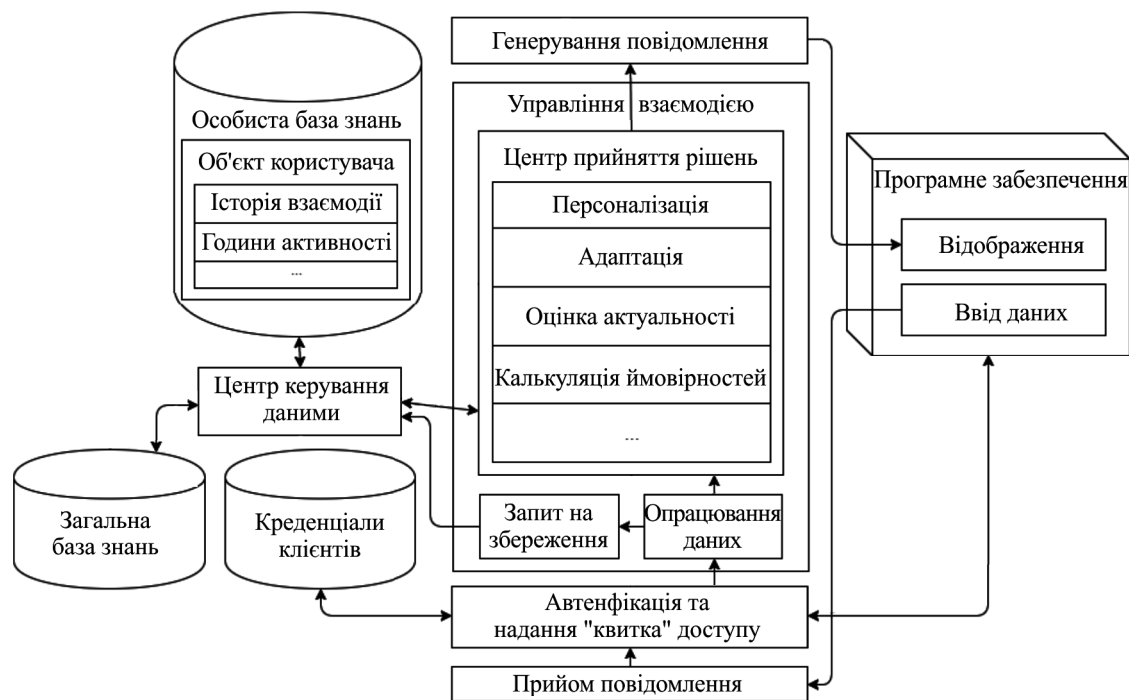 Генерування повідомлення
Управління взаємодією
Особиста база знань
Об'єкт користувача
Історія взаємодії
Години активності
...
Центр прийняття рішень
Персоналізація
Адаптація
Оцінка актуальності
Калькуляція ймовірностей
...
Програмне забезпечення
Відображення
Ввід даних
Центр керування
даними
Загальна
база знань
Креденціали
клієнтів
Запит на
збереження
Опрацювання
даних
Автенфікація та
надання "квитка" доступу
Прийом повідомлення